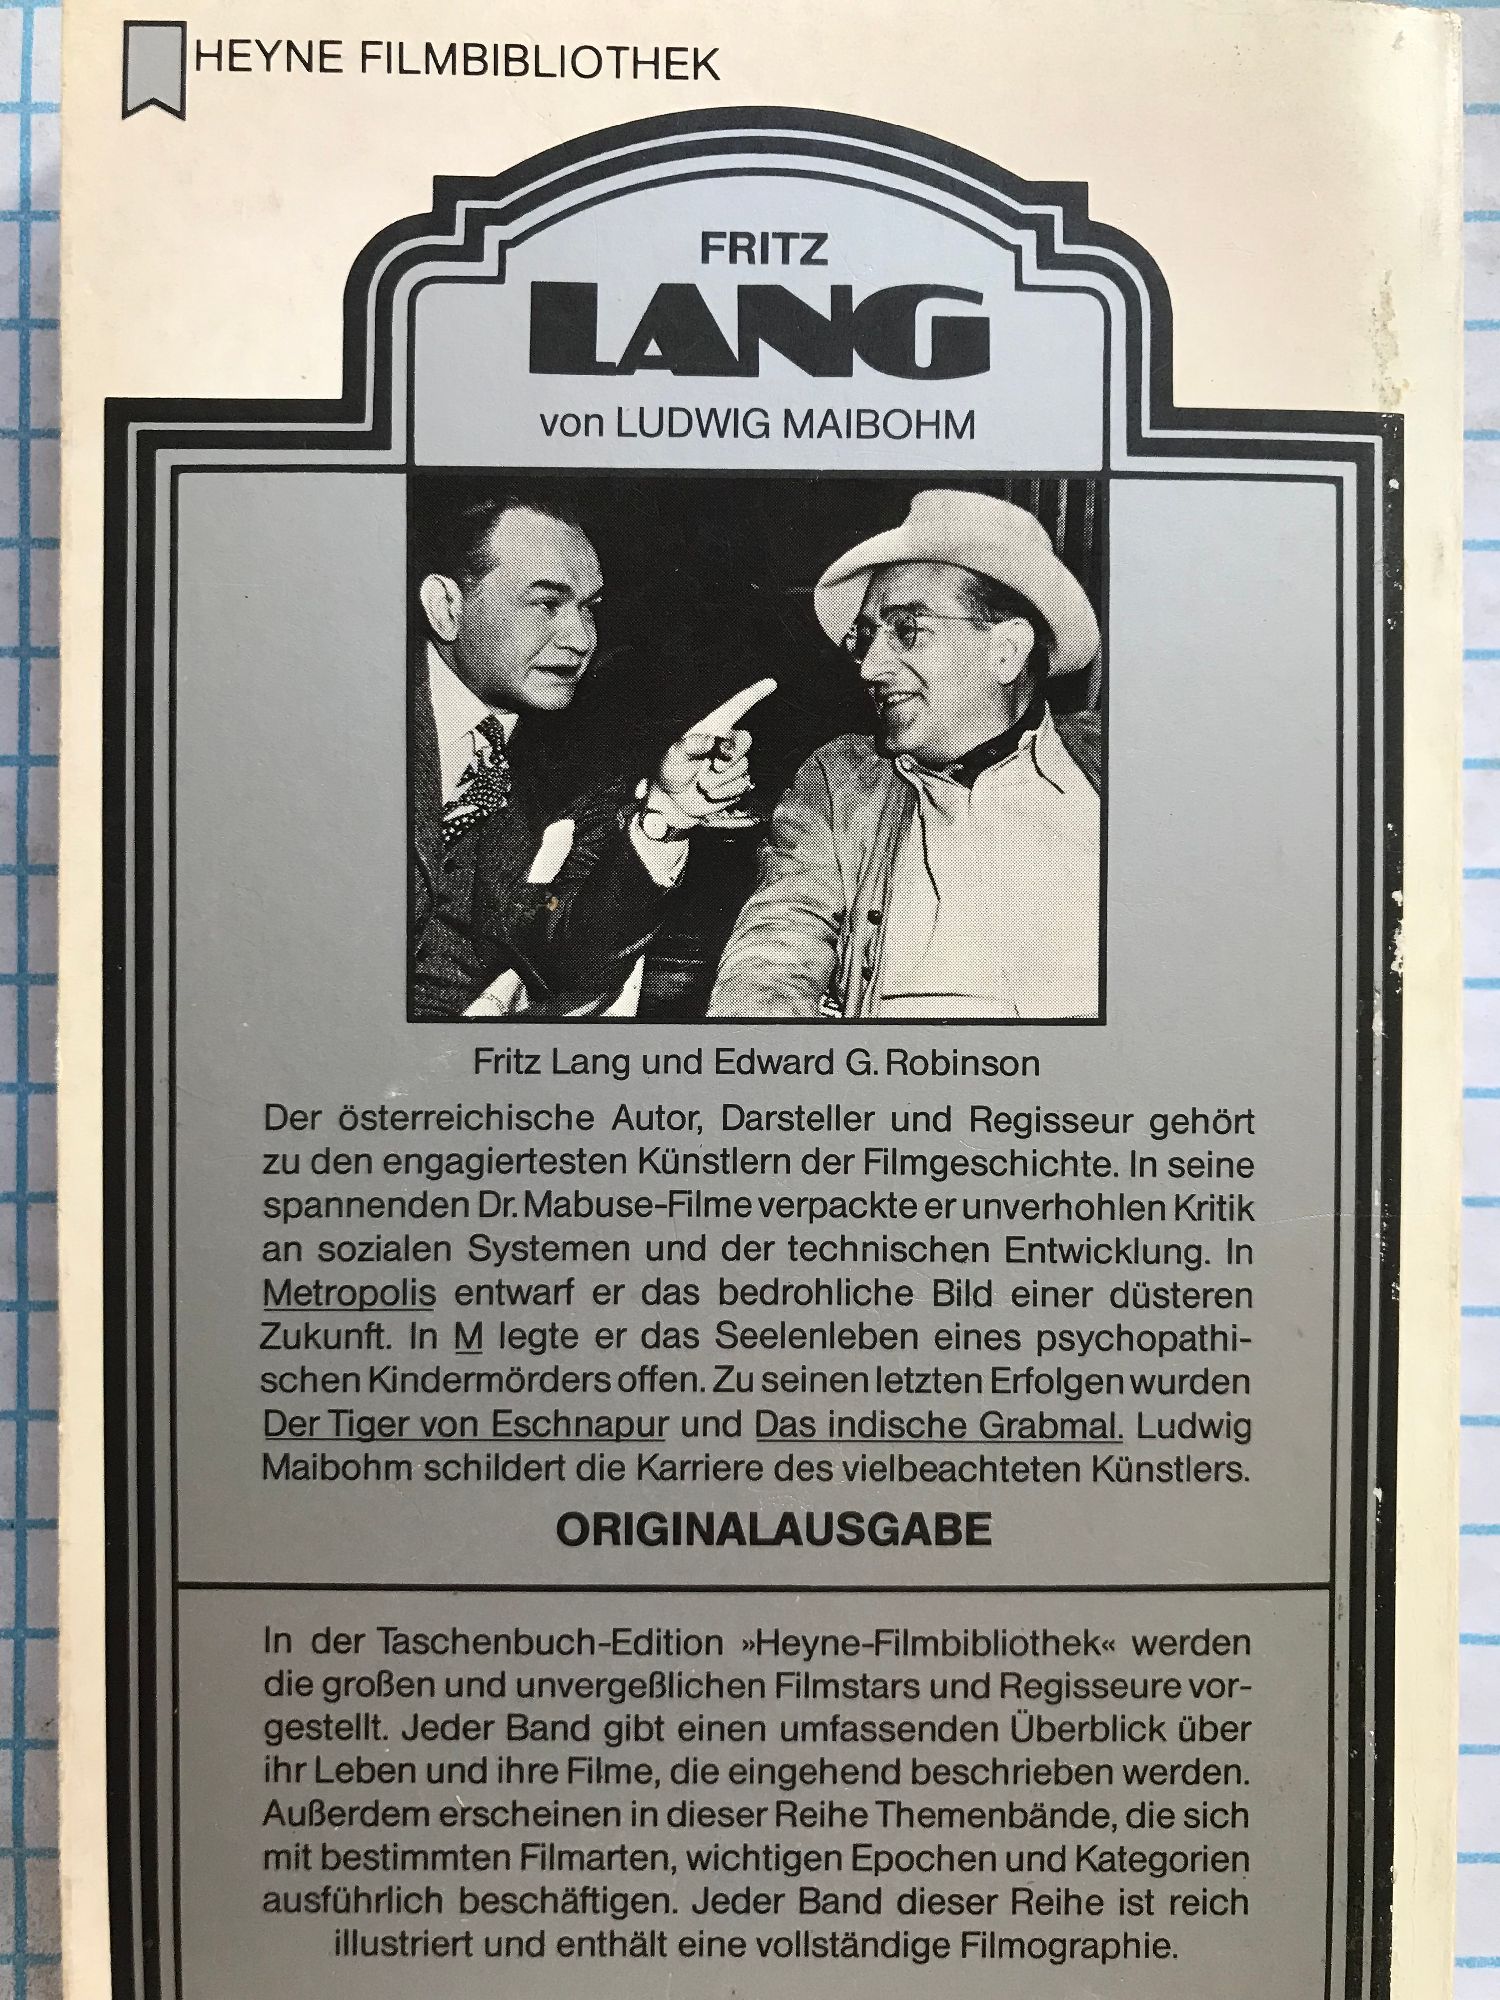 HEYNE FILMBIBLIOTHEK
FRITZ
LANG
von LUDWIG MAIBOHM
Fritz Lang und Edward G. Robinson
Der österreichische Autor, Darsteller und Regisseur gehört
zu den engagiertesten Künstlern der Filmgeschichte. In seine
spannenden Dr. Mabuse-Filme verpackte er unverhohlen Kritik
an sozialen Systemen und der technischen Entwicklung. In
Metropolis entwarf er das bedrohliche Bild einer düsteren
Zukunft. In M legte er das Seelenleben eines psychopathi-
schen Kindermörders offen. Zu seinen letzten Erfolgen wurden
Der Tiger von Eschnapur und Das indische Grabmal. Ludwig
Maibohm schildert die Karriere des vielbeachteten Künstlers.
ORIGINALAUSGABE
In der Taschenbuch-Edition »Heyne-Filmbibliothek« werden
die großen und unvergeßlichen Filmstars und Regisseure vor-
gestellt. Jeder Band gibt einen umfassenden Überblick über
ihr Leben und ihre Filme, die eingehend beschrieben werden.
Außerdem erscheinen in dieser Reihe Themenbände, die sich
mit bestimmten Filmarten, wichtigen Epochen und Kategorien
ausführlich beschäftigen. Jeder Band dieser Reihe ist reich
illustriert und enthält eine vollständige Filmographie.